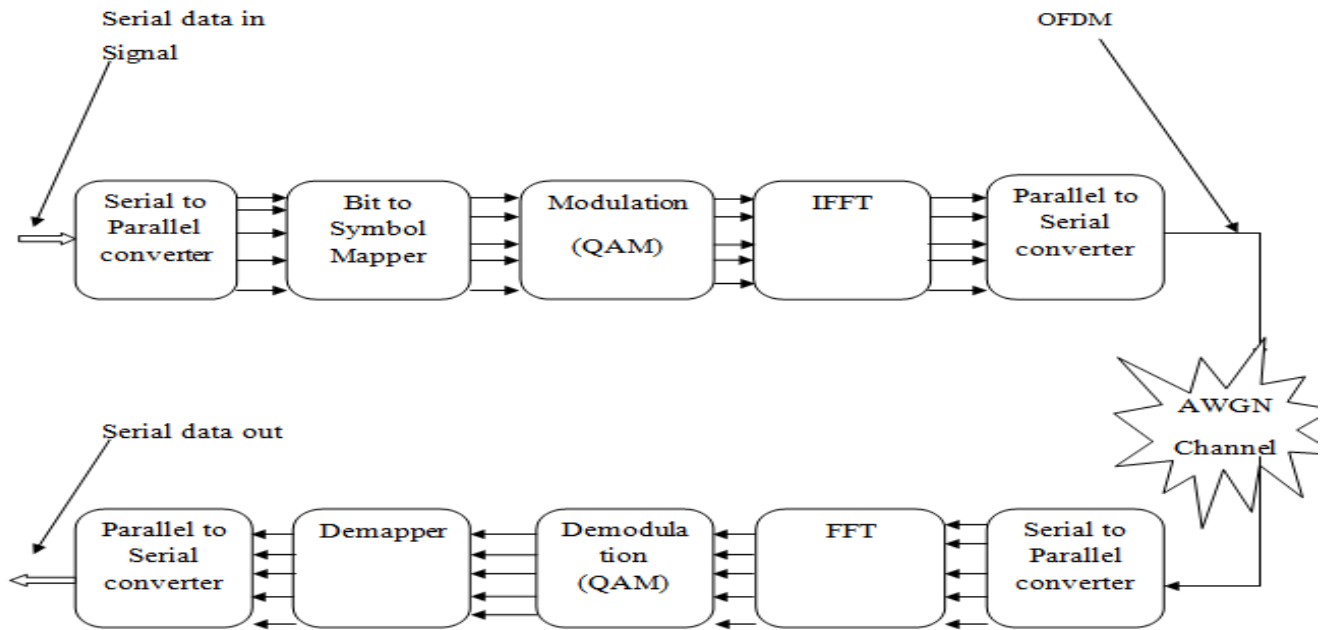 Serial data in
Signal
OFDM
Serial to
Parallel
converter
Bit to
Symbol
Mapper
Modulation
(QAM)
IFFT
Parallel to
Serial
converter
AWGN
Channel
Serial data out
Parallel to
Serial
converter
Demapper
Demodula
tion
(QAM)
FFT
Serial to
Parallel
converter